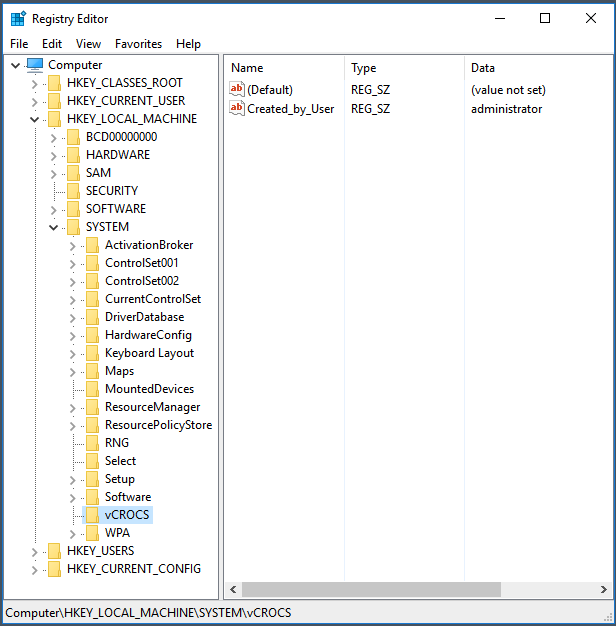 Registry Editor
File Edit View Favorites Help
Computer
HKEY_CLASSES_ROOT
HKEY_CURRENT_USER
HKEY_LOCAL_MACHINE
BCD00000000
HARDWARE
SAM
SECURITY
SOFTWARE
SYSTEM
ActivationBroker
ControlSet001
ControlSet002
CurrentControlSet
DriverDatabase
HardwareConfig
Keyboard Layout
Maps
MountedDevices
ResourceManager
ResourcePolicyStore
RNG
Select
Setup
Software
vCROCS
WPA
HKEY_USERS
HKEY_CURRENT_CONFIG
Name Type Data
ab (Default) REG_SZ (value not set)
ab Created_by_User REG_SZ administrator
Computer\HKEY_LOCAL_MACHINE\SYSTEM\vCROCS